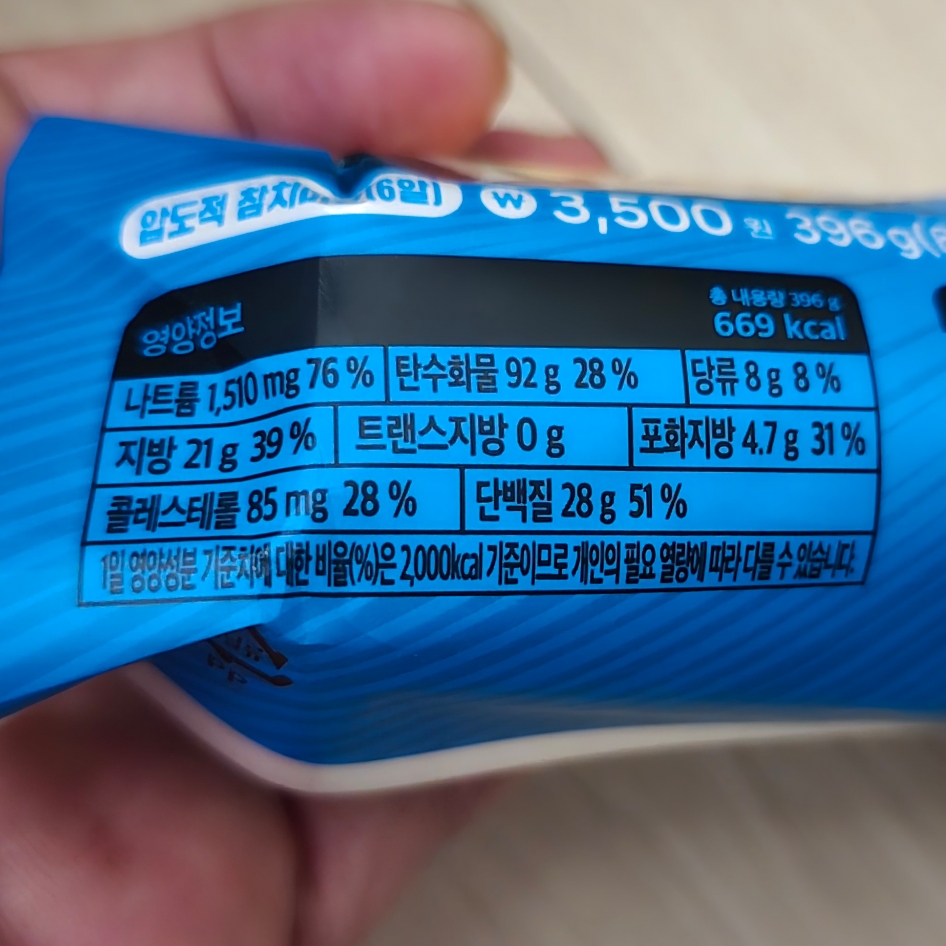 압도적 (6알) ₩ 3,500 원 396g
총 내용량 396 g
영양정보 669 kcal
나트륨 1,510 mg 76 % 탄수화물 92 g 28 % 당류 8 g 8 %
지방 21 g 39 % 트랜스지방 0 g 포화지방 4.7 g 31 %
콜레스테롤 85 mg 28 % 단백질 28 g 51 %
1일 영양성분 기준치에 대한 비율(%)은 2,000kcal 기준이므로 개인의 필요 열량에 따라 다를 수 있습니다.